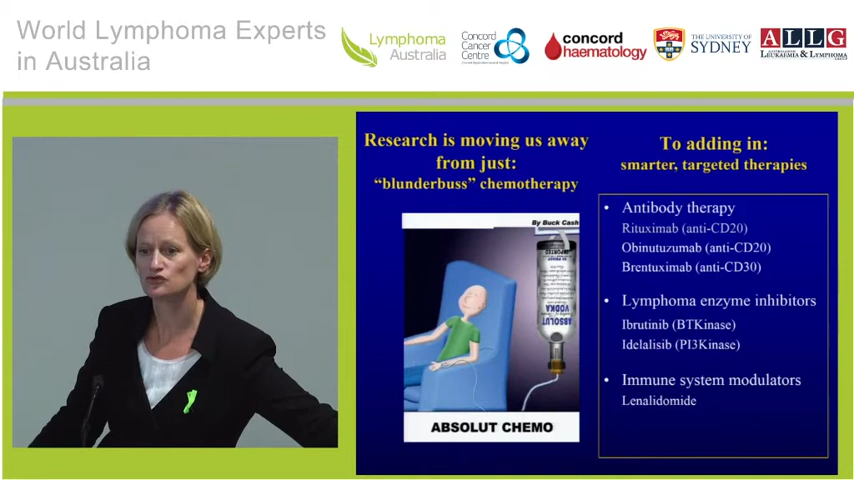 World Lymphoma Experts
in Australia
Lymphoma
Australia
CONCORD
CANCER
CENTRE
concord
haematology
THE UNIVERSITY OF
SYDNEY
ALLG
LEUKAEMIA & LYMPHOMA
Research is moving us away
from just:
“blunderbuss” chemotherapy
By Buck Cash
IMPORTED
VODKA
ABSOLUT
ABSOLUT CHEMO
To adding in:
smarter, targeted therapies
• Antibody therapy
Rituximab (anti-CD20)
Obinutuzumab (anti-CD20)
Brentuximab (anti-CD30)
• Lymphoma enzyme inhibitors
Ibrutinib (BTKinase)
Idelalisib (PI3Kinase)
• Immune system modulators
Lenalidomide